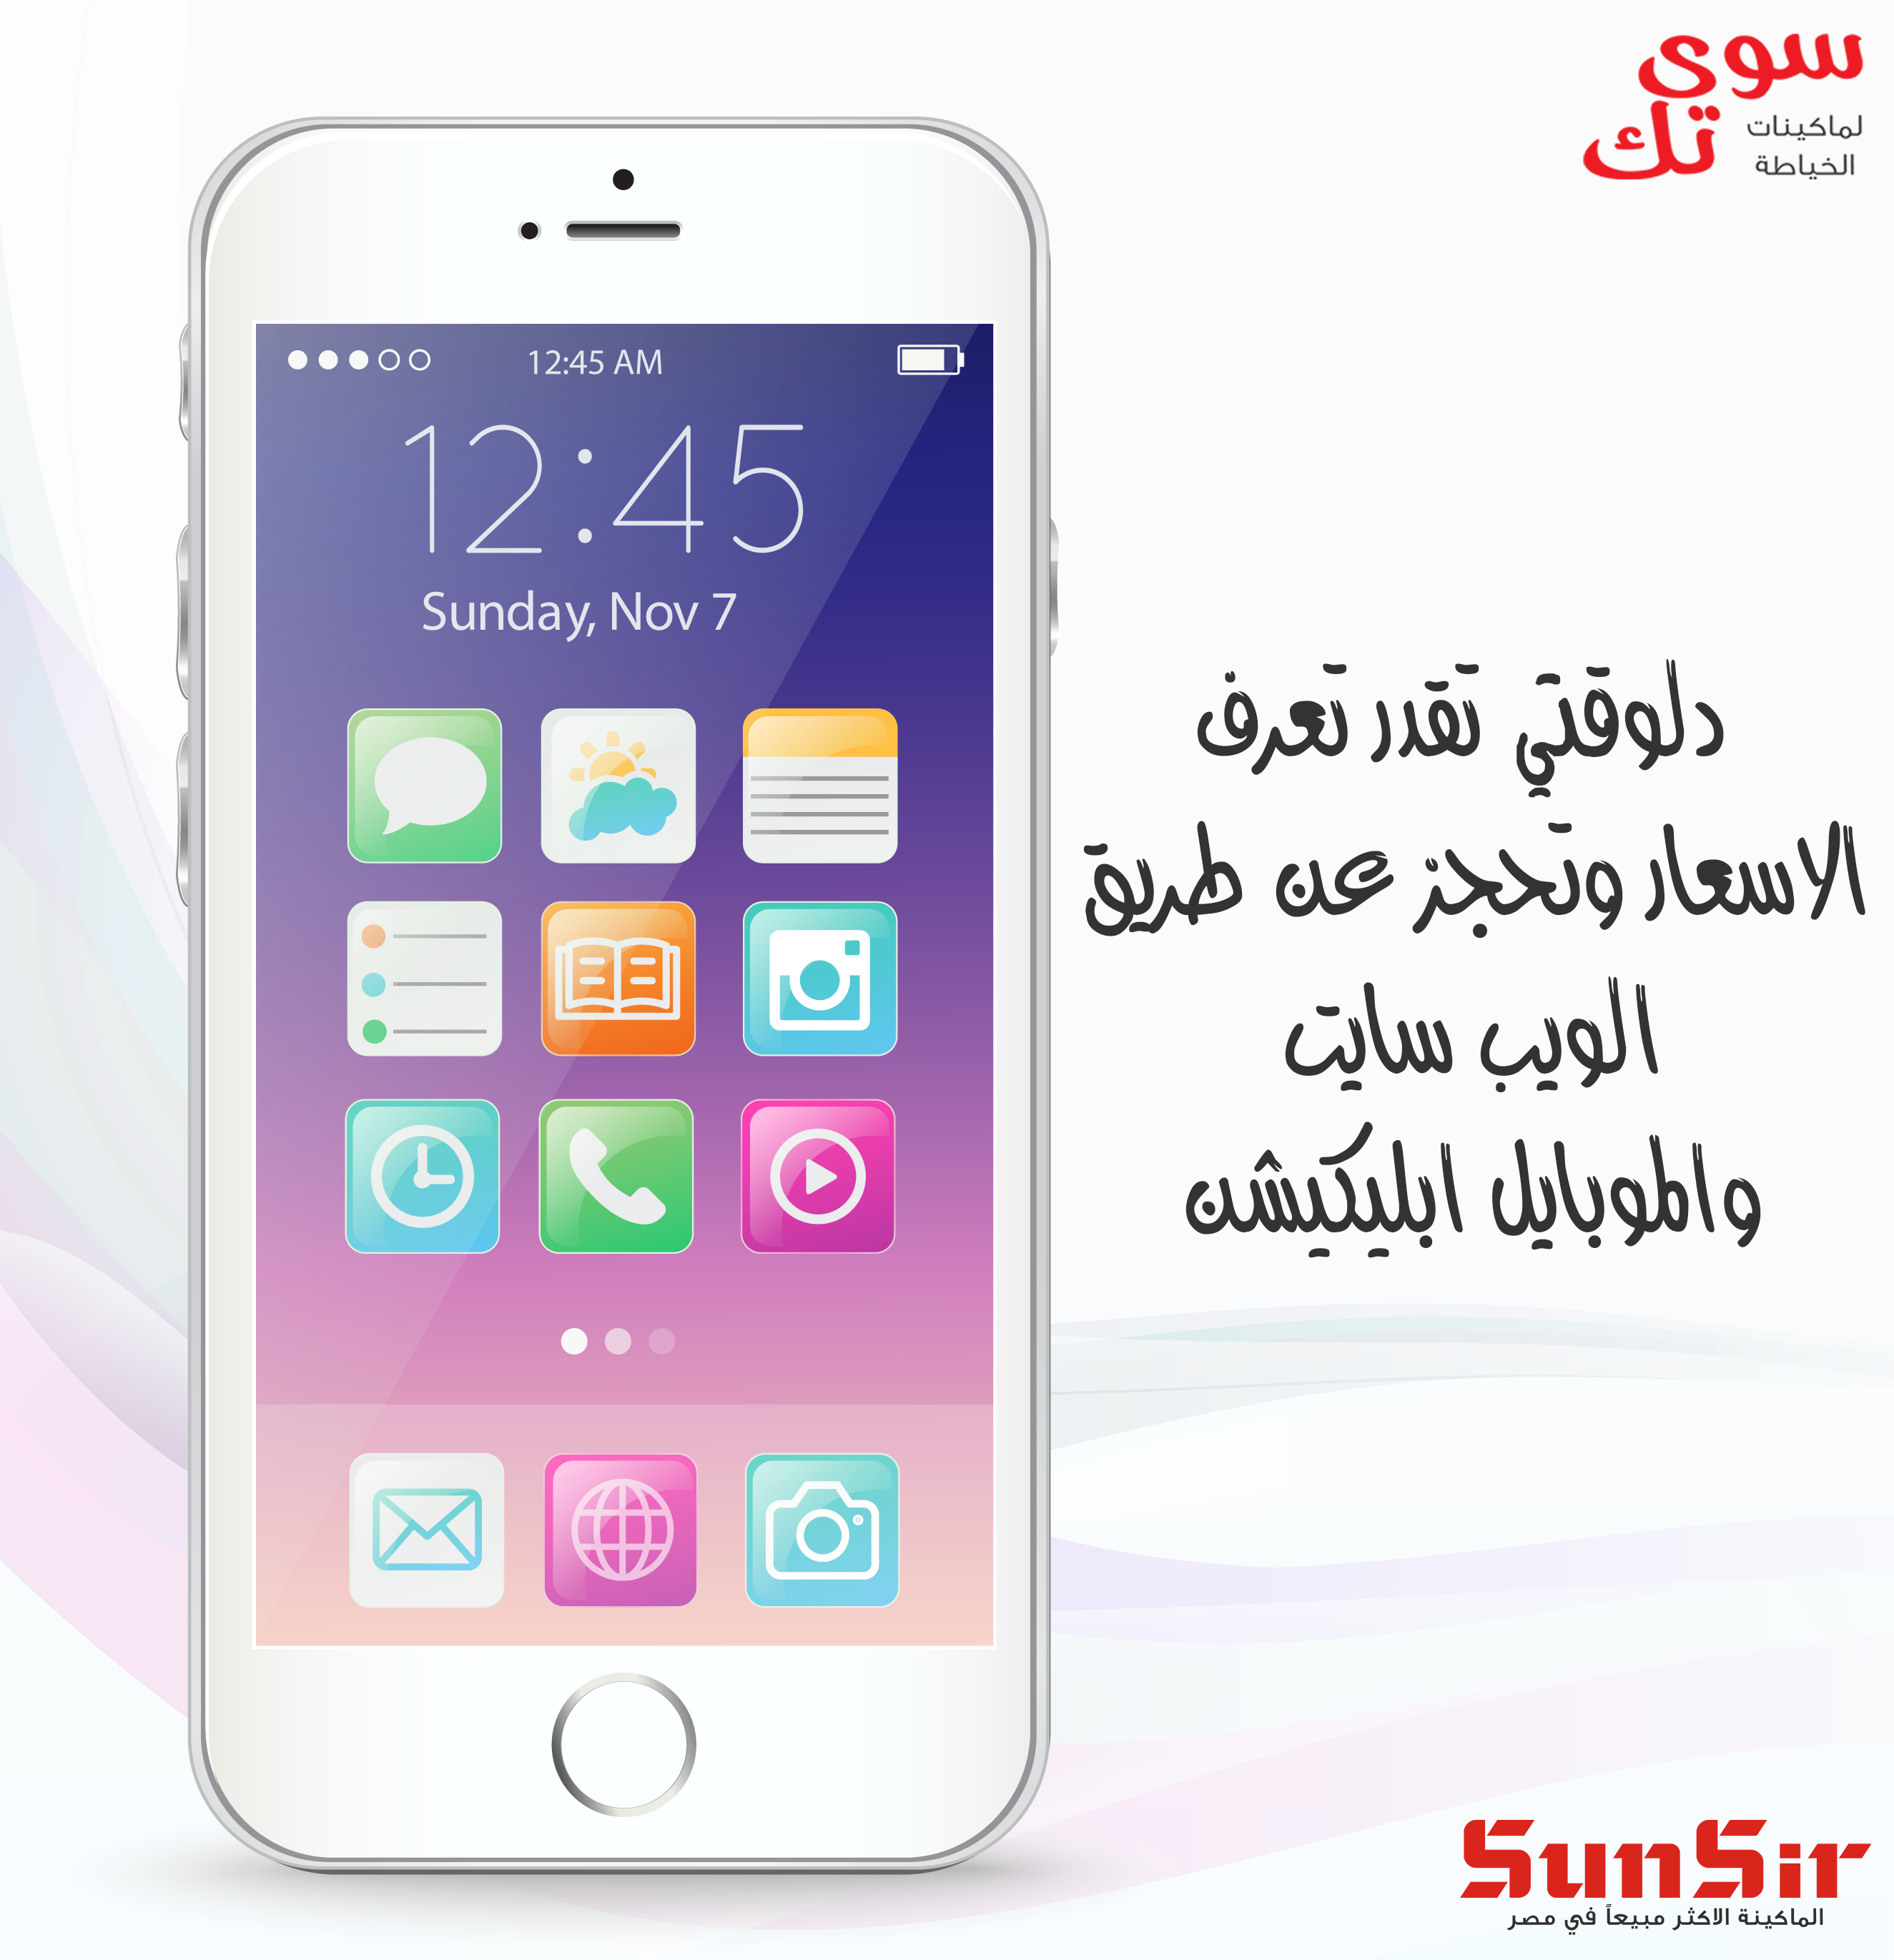 سوى
تك
لماكينات
الخياطة
12:45 AM
12:45
Sunday, Nov 7
دلوقتي تقدر تعرف
الاسعار وتحجز عن طريق
الويب سايت
والموبايل ابليكيشن
SunSir
الماكينة الاكثر مبيعاً في مصر